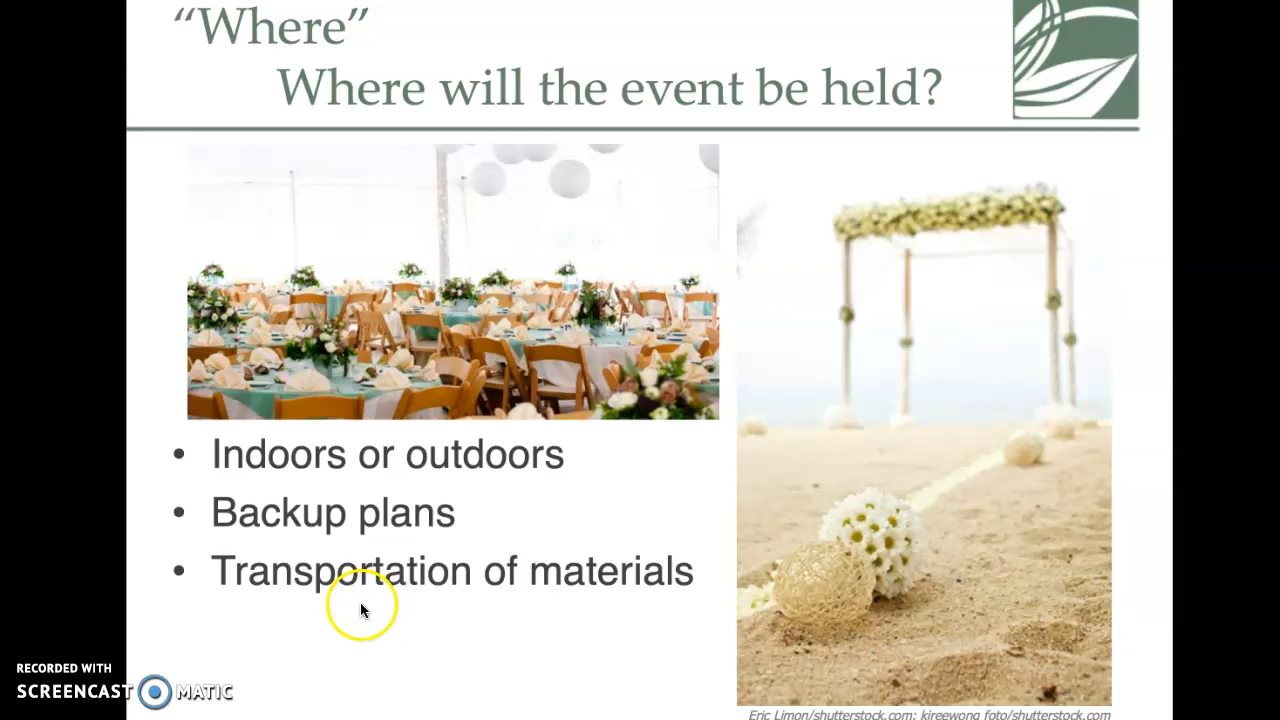 “Where”
Where will the event be held?
• Indoors or outdoors
• Backup plans
• Transportation of materials
Eric Limon/shutterstock.com; kireewong foto/shutterstock.com
RECORDED WITH
SCREENCAST MATIC